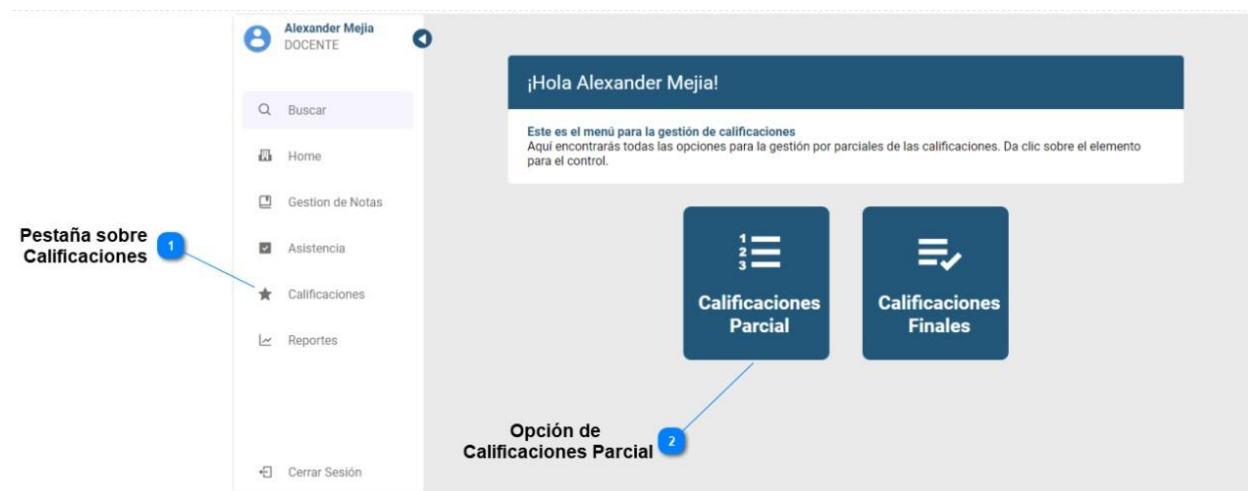 Alexander Mejia
DOCENTE
Buscar
Home
Gestion de Notas
Asistencia
Calificaciones
Reportes
Cerrar Sesión
Pestaña sobre
Calificaciones
1
¡Hola Alexander Mejia!
Este es el menú para la gestión de calificaciones
Aquí encontrarás todas las opciones para la gestión por parciales de las calificaciones. Da clic sobre el elemento
para el control.
1
2
3
Calificaciones
Parcial
Calificaciones
Finales
Opción de
Calificaciones Parcial
2